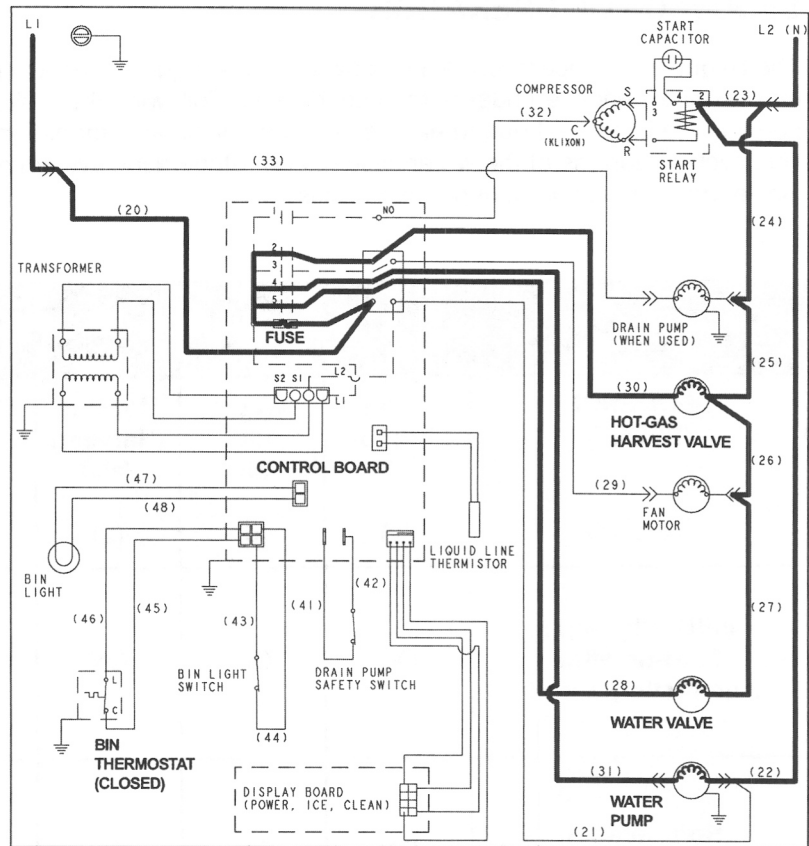 L1
START
CAPACITOR
L2 (N)
COMPRESSOR
S
4
2
(23)
3
(32)
C
(KLIXON)
R
START
RELAY
(33)
(20)
1
NO
(24)
2
3
4
5
TRANSFORMER
FUSE
DRAIN PUMP
(WHEN USED)
(25)
L2
S2 S1
L1
(30)
HOT-GAS
HARVEST VALVE
CONTROL BOARD
(26)
(47)
(29)
(48)
FAN
MOTOR
LIQUID LINE
THERMISTOR
BIN
LIGHT
(42)
(46)
(45)
(43)
(41)
(27)
BIN LIGHT
SWITCH
DRAIN PUMP
SAFETY SWITCH
L
C
(28)
WATER VALVE
(44)
BIN
THERMOSTAT
(CLOSED)
DISPLAY BOARD
(POWER, ICE, CLEAN)
(31)
(22)
WATER
PUMP
(21)